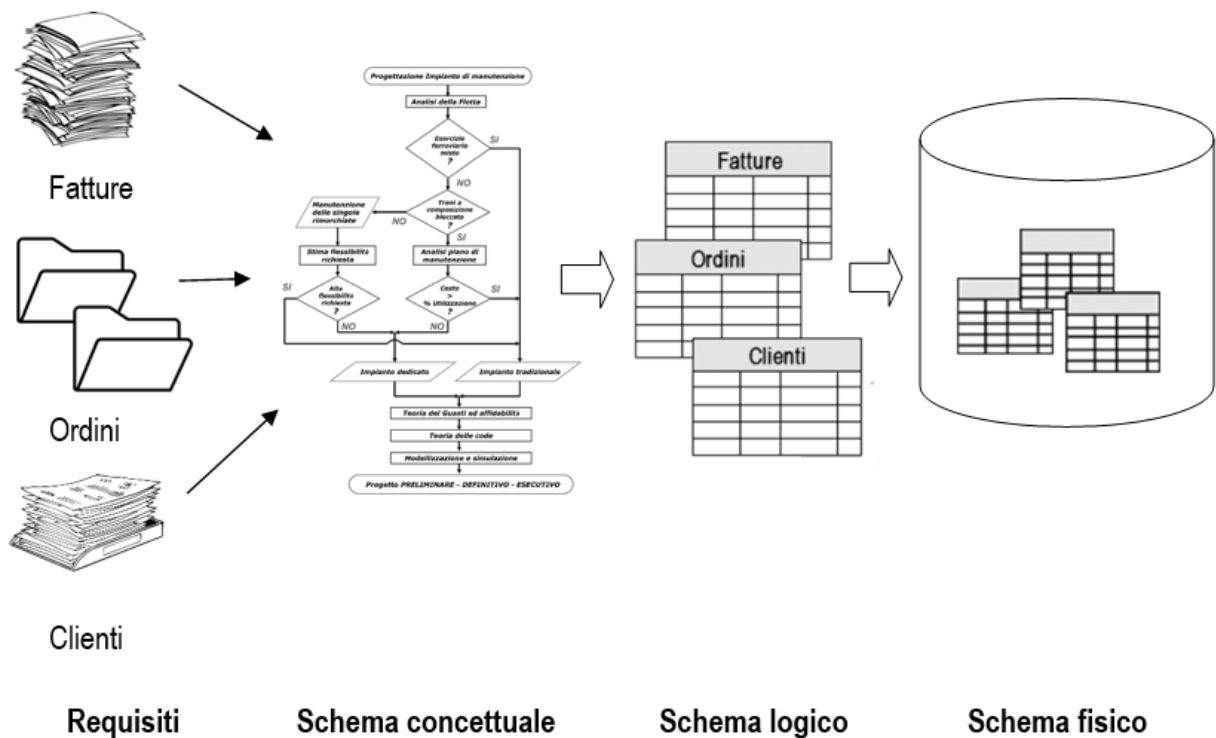 Fatture
Ordini
Clienti
Progettazione Impianto di manutenzione
Analisi della Flotta
Esercizio
ferroviario
misto
?
SI
NO
Treni a
composizione
bloccata
?
NO
SI
Manutenzione
delle singole
rimorchiate
Stima flessibilità
richiesta
Analisi piano di
manutenzione
SI
Alta
flessibilità
richiesta
?
NO
Costo
>
% Utilizzazione
?
SI
NO
Impianto dedicato
Impianto tradizionale
Teoria dei Guasti ed affidabilità
Teoria delle code
Modellizzazione e simulazione
Progetto PRELIMINARE – DEFINITIVO – ESECUTIVO
Fatture
Ordini
Clienti
Requisiti
Schema concettuale
Schema logico
Schema fisico